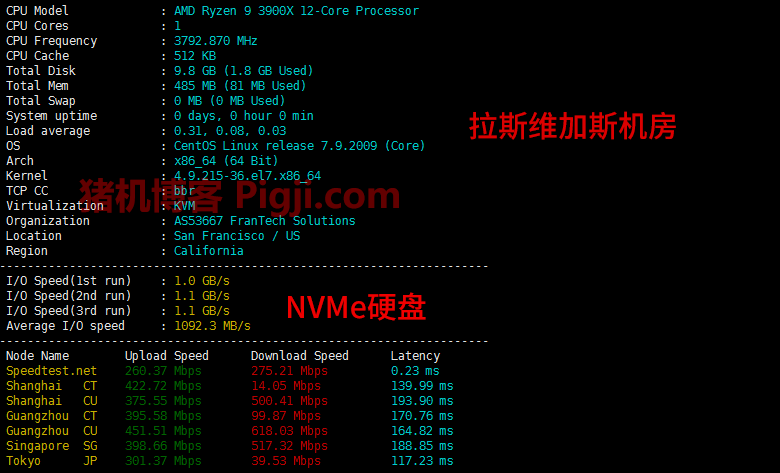 CPU Model : AMD Ryzen 9 3900X 12-Core Processor
CPU Cores : 1
CPU Frequency : 3792.870 MHz
CPU Cache : 512 KB
Total Disk : 9.8 GB (1.8 GB Used)
Total Mem : 485 MB (81 MB Used)
Total Swap : 0 MB (0 MB Used)
System uptime : 0 days, 0 hour 0 min
Load average : 0.31, 0.08, 0.03
拉斯维加斯机房
OS : CentOS Linux release 7.9.2009 (Core)
Arch : x86_64 (64 Bit)
Kernel : 4.9.215-36.el7.x86_64
TCP CC : bbr
猪机博客 Pigji.com
Virtualization : KVM
Organization : AS53667 FranTech Solutions
Location : San Francisco / US
Region : California
I/O Speed(1st run) : 1.0 GB/s
I/O Speed(2nd run) : 1.1 GB/s
NVMe硬盘
I/O Speed(3rd run) : 1.1 GB/s
Average I/O speed : 1092.3 MB/s
Node Name Upload Speed Download Speed Latency
Speedtest.net 260.37 Mbps 275.21 Mbps 0.23 ms
Shanghai CT 422.72 Mbps 14.05 Mbps 139.99 ms
Shanghai CU 375.55 Mbps 500.41 Mbps 193.90 ms
Guangzhou CT 395.58 Mbps 99.87 Mbps 170.76 ms
Guangzhou CU 451.51 Mbps 618.03 Mbps 164.82 ms
Singapore SG 398.66 Mbps 517.32 Mbps 188.85 ms
Tokyo JP 301.37 Mbps 39.53 Mbps 117.23 ms